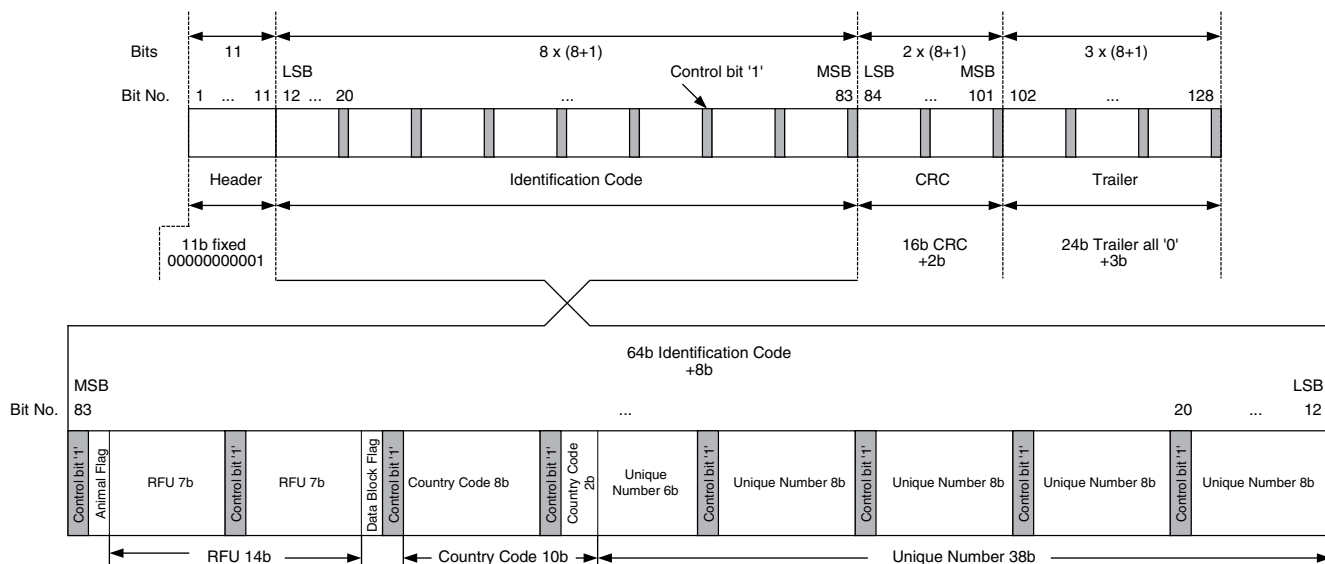 Bits 11 8 x (8+1) 2 x (8+1) 3 x (8+1)
LSB Control bit '1' MSB LSB MSB
Bit No. 1 ... 11 12 ... 20 ... 83 84 ... 101 102 ... 128
Header Identification Code CRC Trailer
11b fixed
00000000001
16b CRC
+2b
24b Trailer all '0'
+3b
64b Identification Code
+8b
MSB LSB
Bit No. 83 ... 20 ... 12
Control bit '1'
Animal Flag
RFU 7b
Control bit '1'
RFU 7b
Data Block Flag
Control bit '1'
Country Code 8b
Control bit '1'
Country Code
2b
Unique
Number 6b
Control bit '1'
Unique Number 8b
Control bit '1'
Unique Number 8b
Control bit '1'
Unique Number 8b
Control bit '1'
Unique Number 8b
RFU 14b Country Code 10b Unique Number 38b